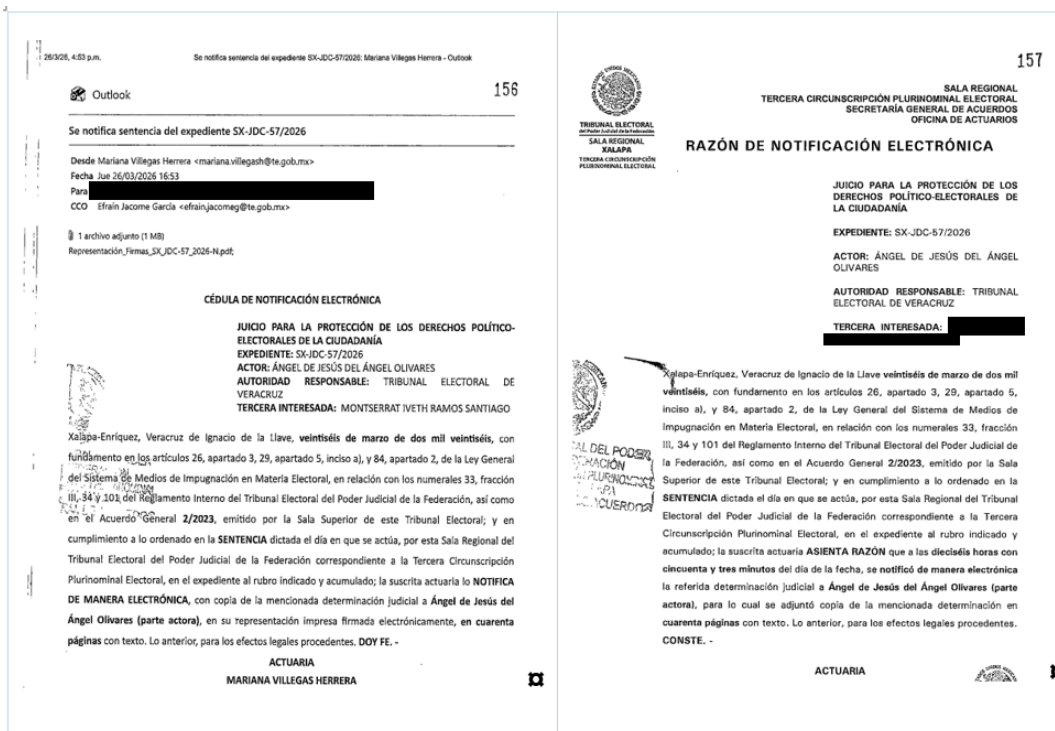 26/3/26, 4:53 p.m.
Se notifica sentencia del expediente SX-JDC-57/2026: Mariana Villegas Herrera - Outlook
156
Outlook
Se notifica sentencia del expediente SX-JDC-57/2026
Desde Mariana Villegas Herrera <mariana.villegash@te.gob.mx>
Fecha Jue 26/03/2026 16:53
Para
CCO Efraín Jacome García <efrain.jacomeg@te.gob.mx>
1 archivo adjunto (1 MB)
Representación_Firmas_SX_JDC-57_2026-N.pdf;
CÉDULA DE NOTIFICACIÓN ELECTRÓNICA
JUICIO PARA LA PROTECCIÓN DE LOS DERECHOS POLÍTICO-
ELECTORALES DE LA CIUDADANÍA
EXPEDIENTE: SX-JDC-57/2026
ACTOR: ÁNGEL DE JESÚS DEL ÁNGEL OLIVARES
AUTORIDAD RESPONSABLE: TRIBUNAL ELECTORAL DE
VERACRUZ
TERCERA INTERESADA: MONTSERRAT IVETH RAMOS SANTIAGO
Xalapa-Enríquez, Veracruz de Ignacio de la Llave, veintiséis de marzo de dos mil veintiséis, con
fundamento en los artículos 26, apartado 3, 29, apartado 5, inciso a), y 84, apartado 2, de la Ley General
del Sistema de Medios de Impugnación en Materia Electoral, en relación con los numerales 33, fracción
III, 34 y 101 del Reglamento Interno del Tribunal Electoral del Poder Judicial de la Federación, así como
en el Acuerdo General 2/2023, emitido por la Sala Superior de este Tribunal Electoral; y en
cumplimiento a lo ordenado en la SENTENCIA dictada el día en que se actúa, por esta Sala Regional del
Tribunal Electoral del Poder Judicial de la Federación correspondiente a la Tercera Circunscripción
Plurinominal Electoral, en el expediente al rubro indicado y acumulado; la suscrita actuaria lo NOTIFICA
DE MANERA ELECTRÓNICA, con copia de la mencionada determinación judicial a Ángel de Jesús del
Ángel Olivares (parte actora), en su representación impresa firmada electrónicamente, en cuarenta
páginas con texto. Lo anterior, para los efectos legales procedentes. DOY FE. -
ACTUARIA
MARIANA VILLEGAS HERRERA
157
ESTADOS UNIDOS MEXICANOS
TRIBUNAL ELECTORAL
del Poder Judicial de la Federación
SALA REGIONAL
XALAPA
TERCERA CIRCUNSCRIPCIÓN
PLURINOMINAL ELECTORAL
SALA REGIONAL
TERCERA CIRCUNSCRIPCIÓN PLURINOMINAL ELECTORAL
SECRETARÍA GENERAL DE ACUERDOS
OFICINA DE ACTUARIOS
RAZÓN DE NOTIFICACIÓN ELECTRÓNICA
JUICIO PARA LA PROTECCIÓN DE LOS
DERECHOS POLÍTICO-ELECTORALES DE
LA CIUDADANÍA
EXPEDIENTE: SX-JDC-57/2026
ACTOR: ÁNGEL DE JESÚS DEL ÁNGEL
OLIVARES
AUTORIDAD RESPONSABLE: TRIBUNAL
ELECTORAL DE VERACRUZ
TERCERA INTERESADA:
Xalapa-Enríquez, Veracruz de Ignacio de la Llave veintiséis de marzo de dos mil
veintiséis, con fundamento en los artículos 26, apartado 3, 29, apartado 5,
inciso a), y 84, apartado 2, de la Ley General del Sistema de Medios de
Impugnación en Materia Electoral, en relación con los numerales 33, fracción
III, 34 y 101 del Reglamento Interno del Tribunal Electoral del Poder Judicial de
la Federación, así como en el Acuerdo General 2/2023, emitido por la Sala
Superior de este Tribunal Electoral; y en cumplimiento a lo ordenado en la
SENTENCIA dictada el día en que se actúa, por esta Sala Regional del Tribunal
Electoral del Poder Judicial de la Federación correspondiente a la Tercera
Circunscripción Plurinominal Electoral, en el expediente al rubro indicado y
acumulado; la suscrita actuaria ASIENTA RAZÓN que a las dieciséis horas con
cincuenta y tres minutos del día de la fecha, se notificó de manera electrónica
la referida determinación judicial a Ángel de Jesús del Ángel Olivares (parte
actora), para lo cual se adjuntó copia de la mencionada determinación en
cuarenta páginas con texto. Lo anterior, para los efectos legales procedentes.
CONSTE. -
AL DEL PODER
ACTUARIA